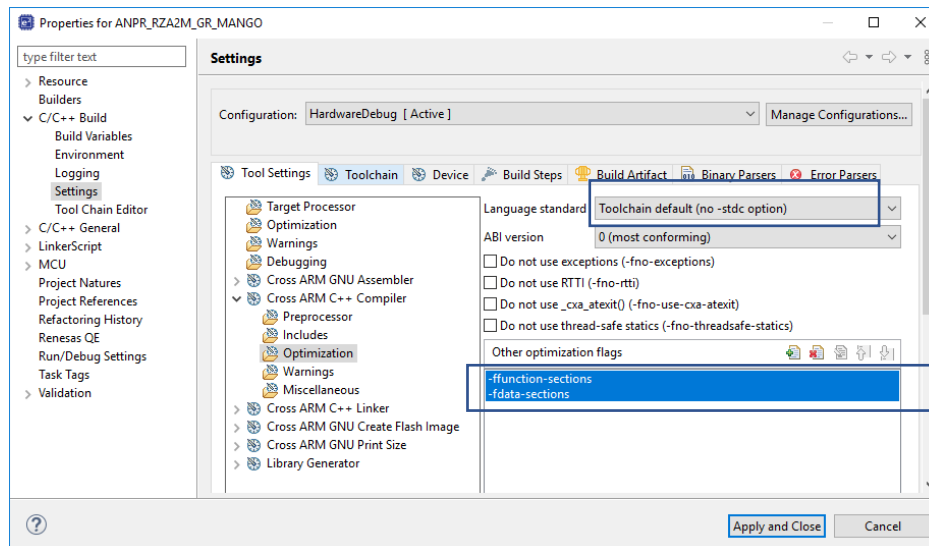 Properties for ANPR_RZA2M_GR_MANGO
type filter text
Resource
Builders
C/C++ Build
Build Variables
Environment
Logging
Settings
Tool Chain Editor
C/C++ General
LinkerScript
MCU
Project Natures
Project References
Refactoring History
Renesas QE
Run/Debug Settings
Task Tags
Validation
Settings
Configuration: HardwareDebug [ Active ] Manage Configurations...
Tool Settings Toolchain Device Build Steps Build Artifact Binary Parsers Error Parsers
Target Processor
Optimization
Warnings
Debugging
Cross ARM GNU Assembler
Cross ARM C++ Compiler
Preprocessor
Includes
Optimization
Warnings
Miscellaneous
Cross ARM C++ Linker
Cross ARM GNU Create Flash Image
Cross ARM GNU Print Size
Library Generator
Language standard Toolchain default (no -stdc option)
ABI version 0 (most conforming)
Do not use exceptions (-fno-exceptions)
Do not use RTTI (-fno-rtti)
Do not use _cxa_atexit() (-fno-use-cxa-atexit)
Do not use thread-safe statics (-fno-threadsafe-statics)
Other optimization flags
-ffunction-sections
-fdata-sections
Apply and Close Cancel